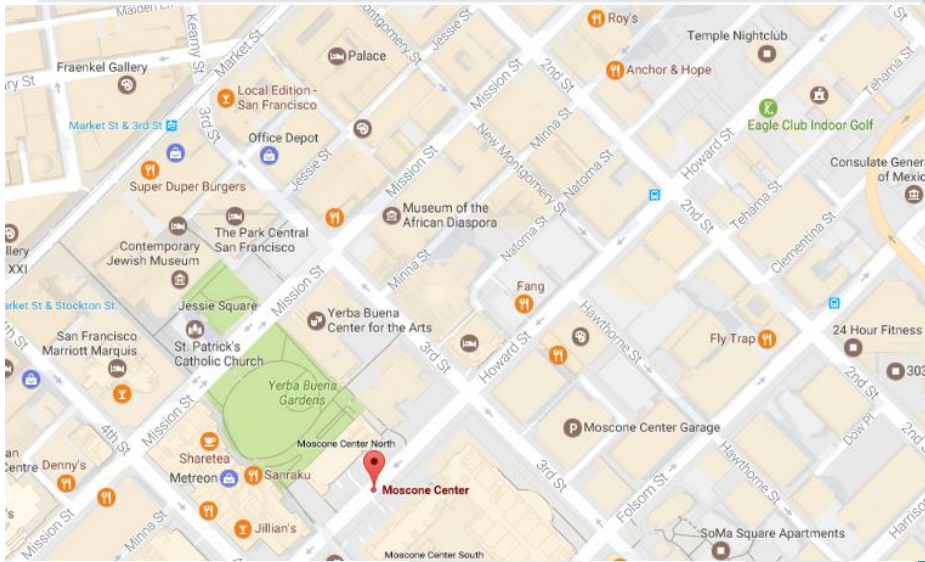 Maiden Ln
Kearny St
Market St
Montgomery St
Jessie St
Roy's
Temple Nightclub
Fraenkel Gallery
Palace
Mission St
2nd St
Anchor & Hope
Tehama St
Local Edition -
San Francisco
Eagle Club Indoor Golf
Market St & 3rd St
3rd St
Office Depot
Minna St
Howard St
Jessie St
Mission St
New Montgomery St
Natoma St
Consulate Gener
of Mexic
Super Duper Burgers
Museum of the
African Diaspora
2nd St
Tehama St
The Park Central
San Francisco
Contemporary
Jewish Museum
Natoma St
Clementina St
llery
XXI
Minna St
Mission St
Fang
arket St & Stockton St
Jessie Square
Yerba Buena
Center for the Arts
Hawthorne St
Fly Trap
24 Hour Fitness
San Francisco
Marriott Marquis
St. Patrick's
Catholic Church
3rd St
Howard St
303
Yerba Buena
Gardens
2nd St
4th St
Mission St
Moscone Center Garage
Dow Pl
Moscone Center North
Sharetea
Denny's
Metreon
Sanraku
Moscone Center
3rd St
Folsom St
Hawthorne St
Harriso
Mission St
Minna St
Jillian's
Howard St
SoMa Square Apartments
Moscone Center South